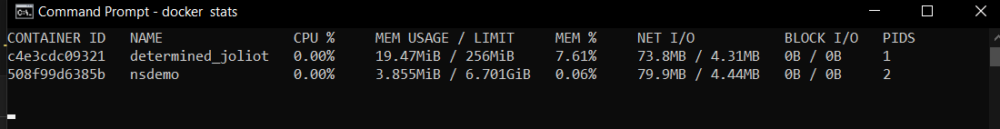 Command Prompt - docker stats
CONTAINER ID NAME CPU % MEM USAGE / LIMIT MEM % NET I/O BLOCK I/O PIDS
c4e3cdc09321 determined_joliot 0.00% 19.47MiB / 256MiB 7.61% 73.8MB / 4.31MB 0B / 0B 1
508f99d6385b nsdemo 0.00% 3.855MiB / 6.701GiB 0.06% 79.9MB / 4.44MB 0B / 0B 2